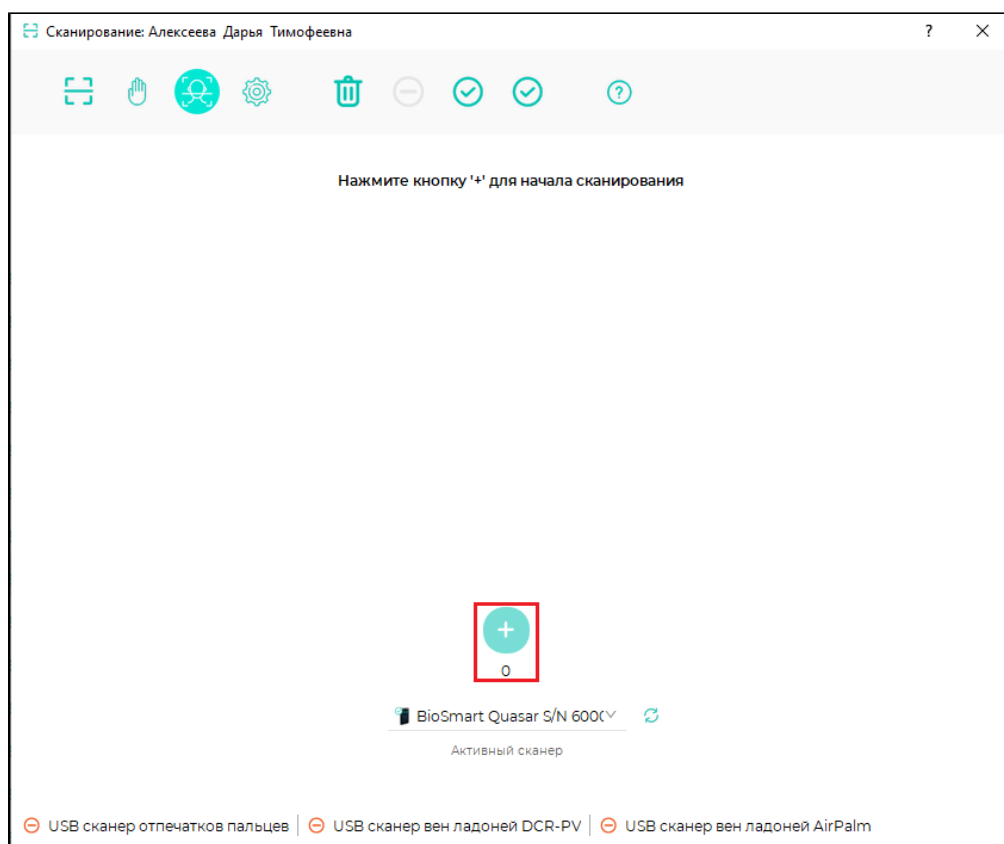 Сканирование: Алексеева Дарья Тимофеевна
Нажмите кнопку '+' для начала сканирования
0
BioSmart Quasar S/N 6000
Активный сканер
USB сканер отпечатков пальцев USB сканер вен ладоней DCR-PV USB сканер вен ладоней AirPalm